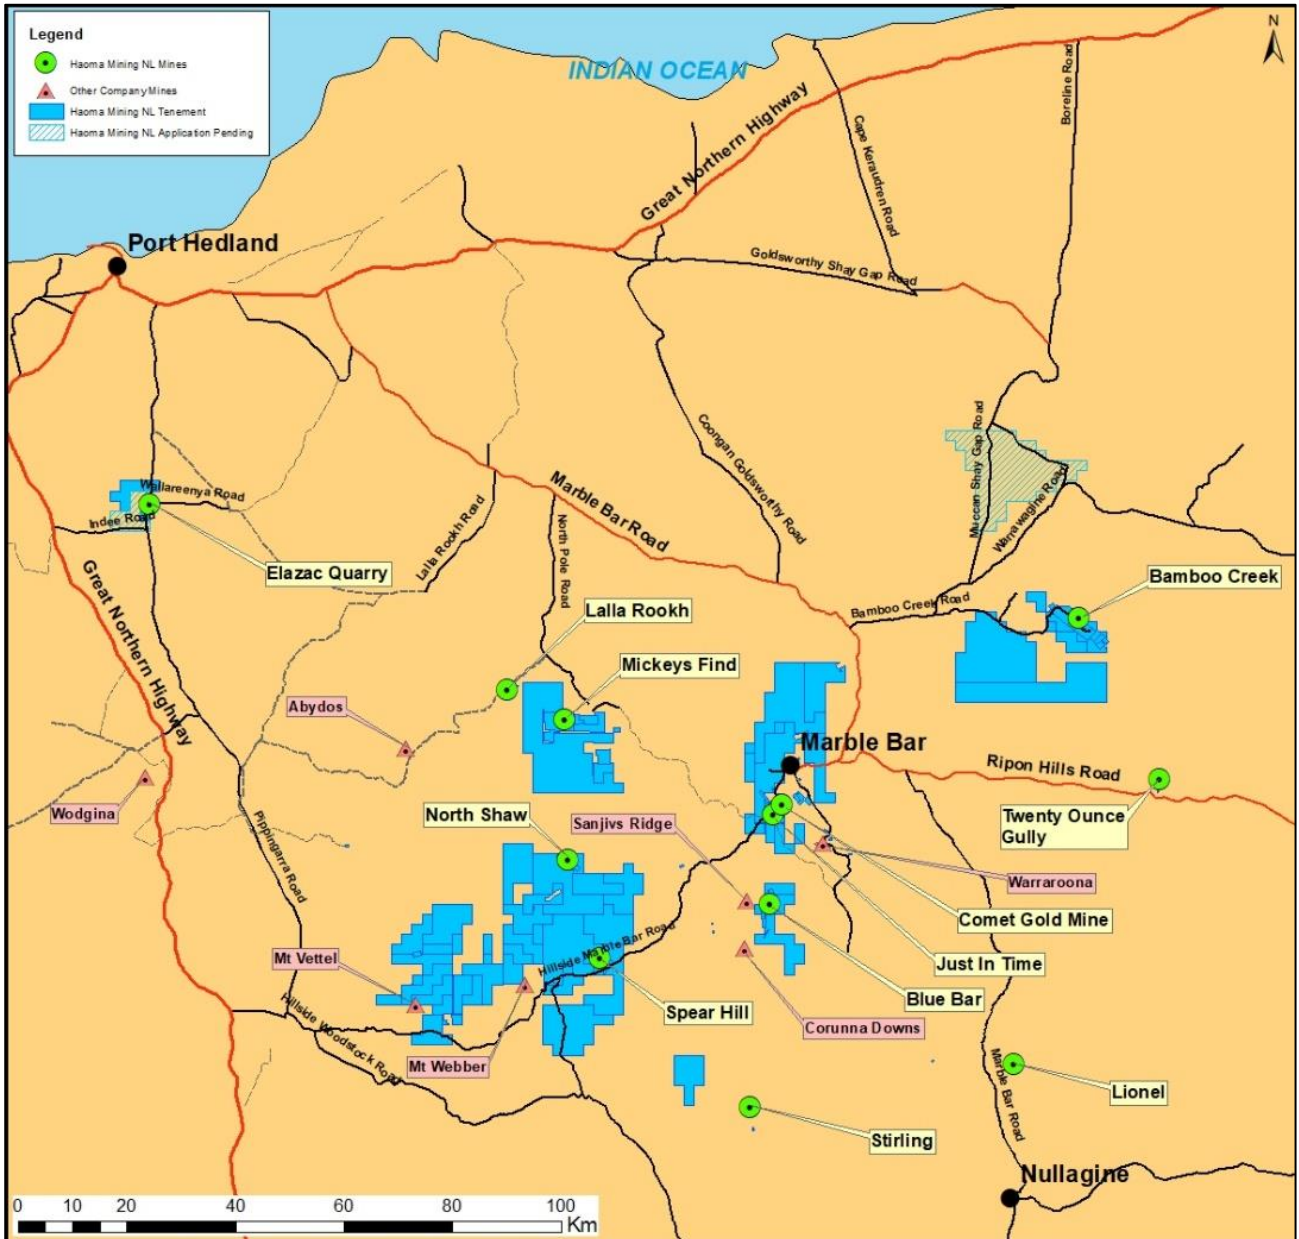 Legend
Haoma Mining NL Mines
Other Company Mines
Haoma Mining NL Tenement
Haoma Mining NL Application Pending
INDIAN OCEAN
N
Great Northern Highway
Cape Keraudren Road
Boreline Road
Port Hedland
Goldsworthy Shay Gap Road
Coongan Goldsworthy Road
Muccan Shay Gap Road
Warrawagine Road
Wallareenya Road
Indee Road
Marble Bar Road
Lalla Rookh Road
North Pole Road
Elazac Quarry
Great Northern Highway
Bamboo Creek Road
Bamboo Creek
Lalla Rookh
Mickeys Find
Abydos
Wodgina
Marble Bar
Ripon Hills Road
Twenty Ounce
Gully
North Shaw
Sanjivs Ridge
Warraroona
Comet Gold Mine
Just In Time
Blue Bar
Pippingarra Road
Hillside Marble Bar Road
Mt Vettel
Spear Hill
Corunna Downs
Hillside Woodstock Road
Mt Webber
Marble Bar Road
Lionel
Stirling
Nullagine
0 10 20 40 60 80 100
Km